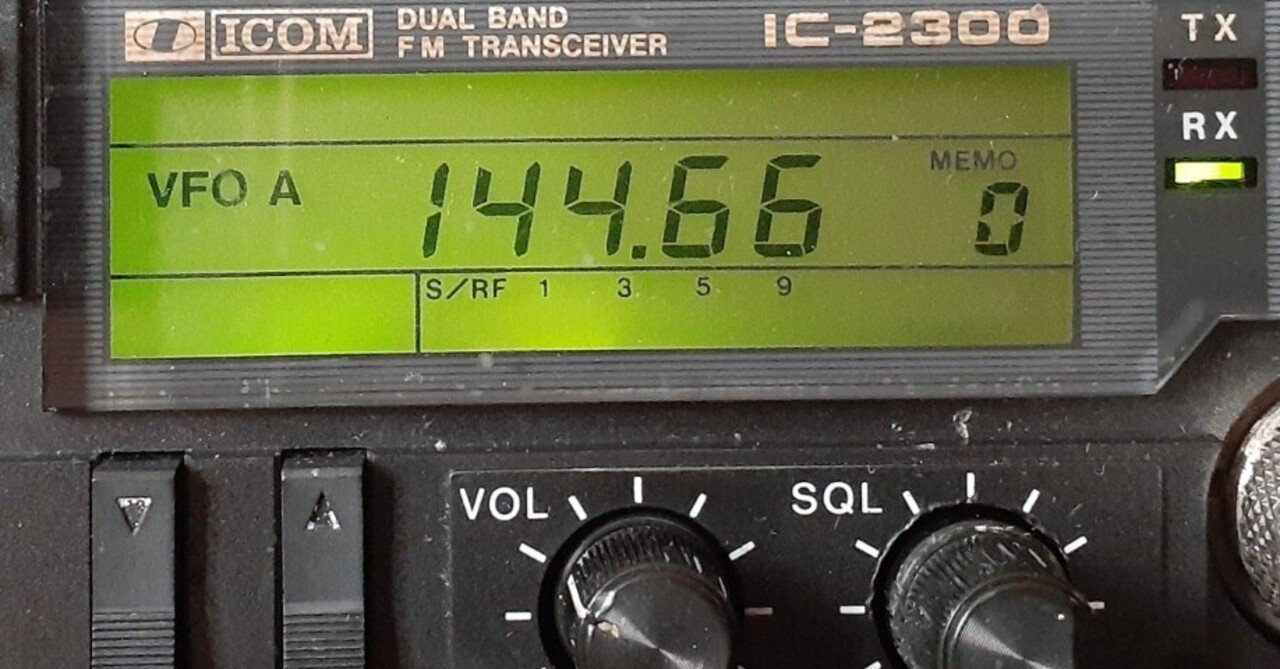 ICOM DUAL BAND FM TRANSCEIVER IC-2300
TX
RX
MEMO
VFO A 144.66 0
S/RF 1 3 5 9
VOL SQL